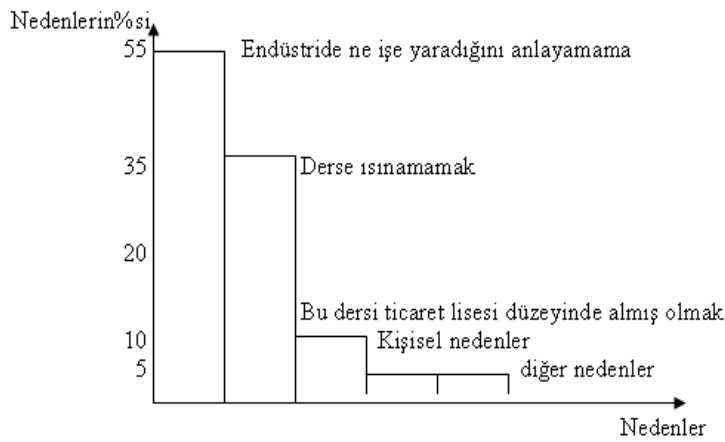 Nedenlerin%si
55
Endüstride ne işe yaradığını anlayamama
35
Derse ısınamamak
20
Bu dersi ticaret lisesi düzeyinde almış olmak
10
Kişisel nedenler
5
diğer nedenler
Nedenler